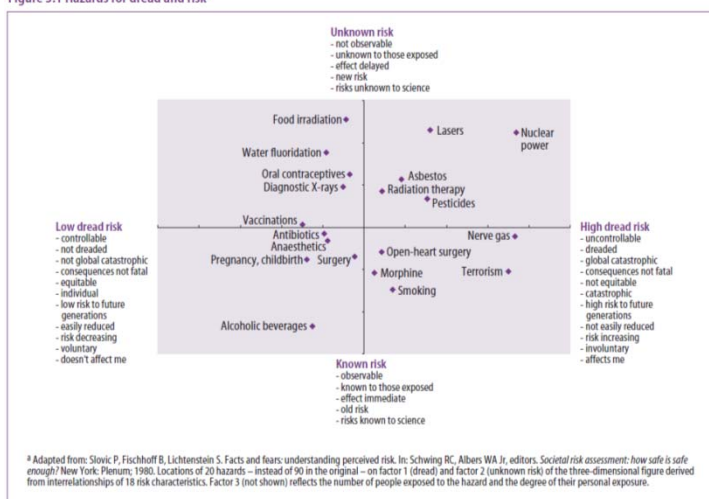 Figure 3.1 Hazards for dread and risk
Unknown risk
- not observable
- unknown to those exposed
- effect delayed
- new risk
- risks unknown to science
Food irradiation
Lasers
Nuclear
power
Water fluoridation
Oral contraceptives
Asbestos
Diagnostic X-rays
Radiation therapy
Pesticides
Low dread risk
- controllable
- not dreaded
- not global catastrophic
- consequences not fatal
- equitable
- individual
- low risk to future
generations
- easily reduced
- risk decreasing
- voluntary
- doesn't affect me
Vaccinations
Antibiotics
Anaesthetics
Pregnancy, childbirth
Surgery
Alcoholic beverages
Nerve gas
Open-heart surgery
Morphine
Terrorism
Smoking
High dread risk
- uncontrollable
- dreaded
- global catastrophic
- consequences not fatal
- not equitable
- catastrophic
- high risk to future
generations
- not easily reduced
- risk increasing
- involuntary
- affects me
Known risk
- observable
- known to those exposed
- effect immediate
- old risk
- risks known to science
ª Adapted from: Slovic P, Fischhoff B, Lichtenstein S. Facts and fears: understanding perceived risk. In: Schwing RC, Albers WA Jr, editors. Societal risk assessment: how safe is safe
enough? New York: Plenum; 1980. Locations of 20 hazards – instead of 90 in the original – on factor 1 (dread) and factor 2 (unknown risk) of the three-dimensional figure derived
from interrelationships of 18 risk characteristics. Factor 3 (not shown) reflects the number of people exposed to the hazard and the degree of their personal exposure.